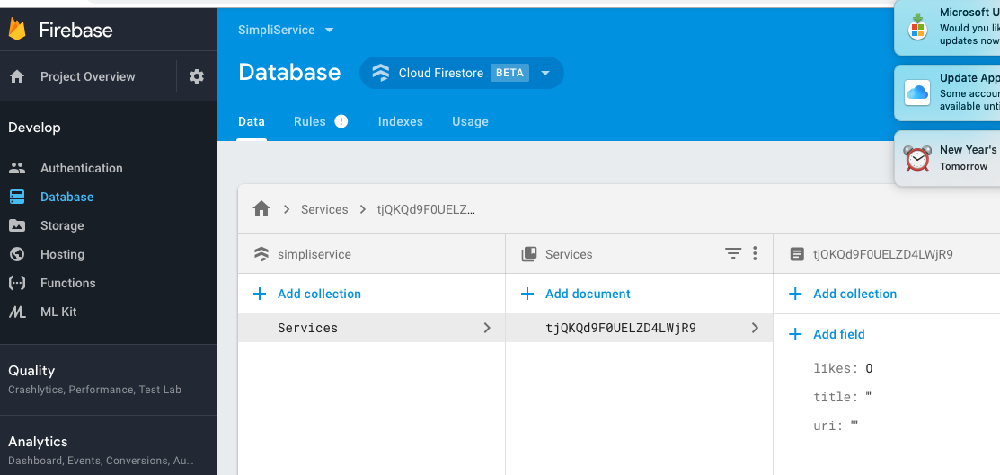 Firebase
Project Overview
Develop
Authentication
Database
Storage
Hosting
Functions
ML Kit
Quality
Crashlytics, Performance, Test Lab
Analytics
Dashboard, Events, Conversions, Au...
SimpliService
Database
Cloud Firestore BETA
Data Rules ! Indexes Usage
Services tjQKQd9F0UELZ...
simpliservice
Add collection
Services
Services
Add document
tjQKQd9F0UELZD4LWjR9
tjQKQd9F0UELZD4LWjR9
Add collection
Add field
likes: 0
title: ""
uri: ""
Microsoft U
Would you lik
updates now
Update App
Some accour
available unti
New Year's
Tomorrow